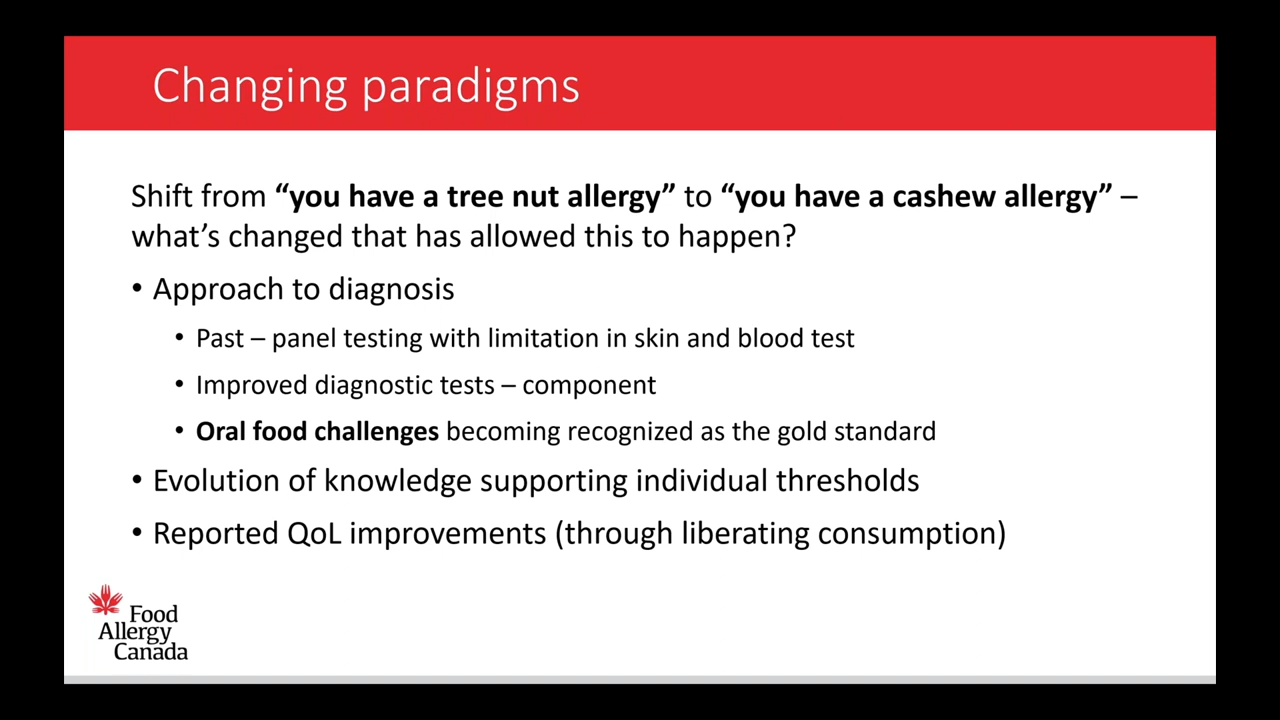 Changing paradigms
Shift from “you have a tree nut allergy” to “you have a cashew allergy” –
what’s changed that has allowed this to happen?
• Approach to diagnosis
• Past – panel testing with limitation in skin and blood test
• Improved diagnostic tests – component
• Oral food challenges becoming recognized as the gold standard
• Evolution of knowledge supporting individual thresholds
• Reported QoL improvements (through liberating consumption)
Food
Allergy
Canada